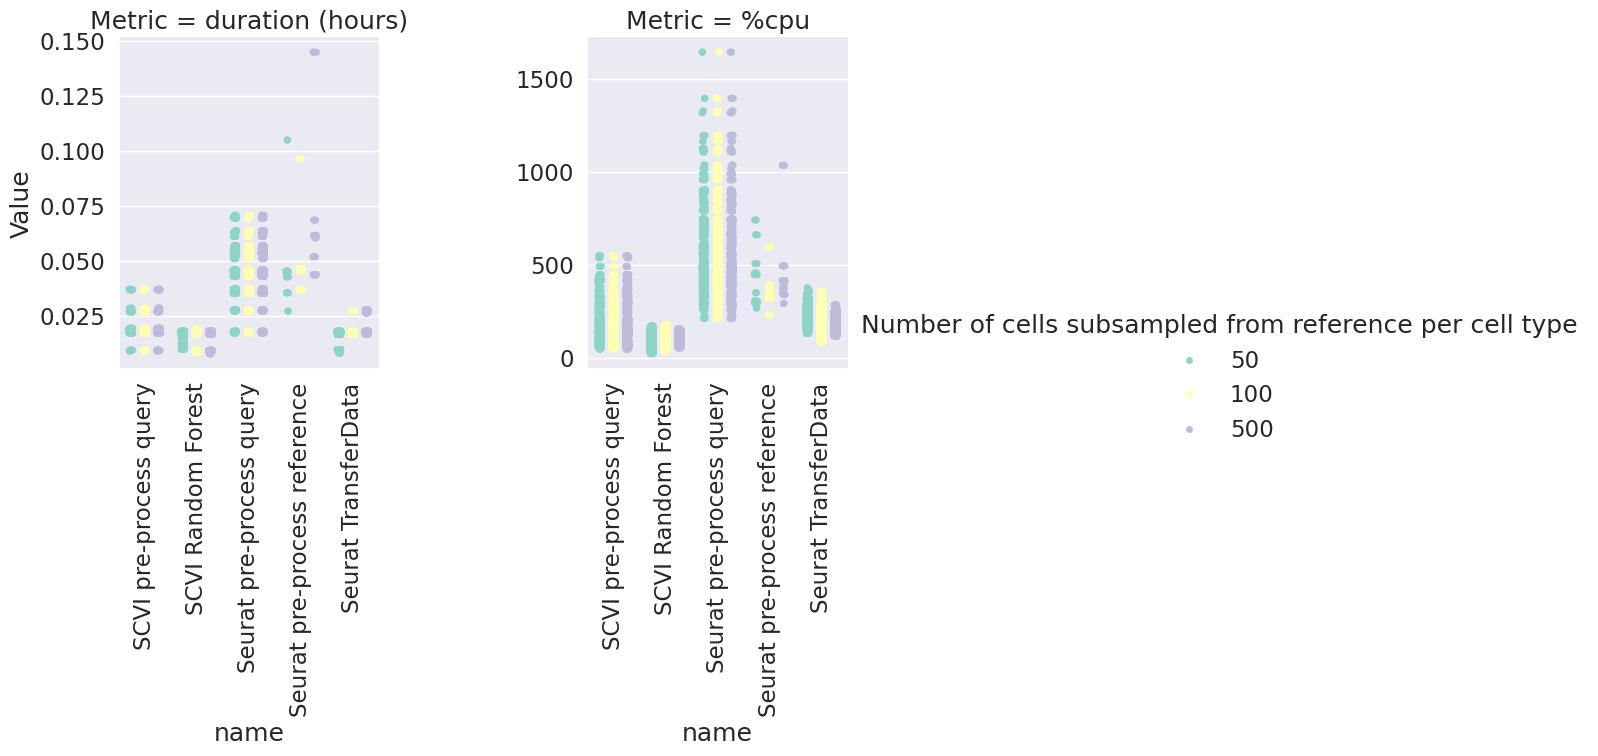 Metric = duration (hours)
Metric = %cpu
Value
0.150
0.125
0.100
0.075
0.050
0.025
1500
1000
500
0
SCVI pre-process query
SCVI Random Forest
Seurat pre-process query
Seurat pre-process reference
Seurat TransferData
name
SCVI pre-process query
SCVI Random Forest
Seurat pre-process query
Seurat pre-process reference
Seurat TransferData
name
Number of cells subsampled from reference per cell type
50
100
500